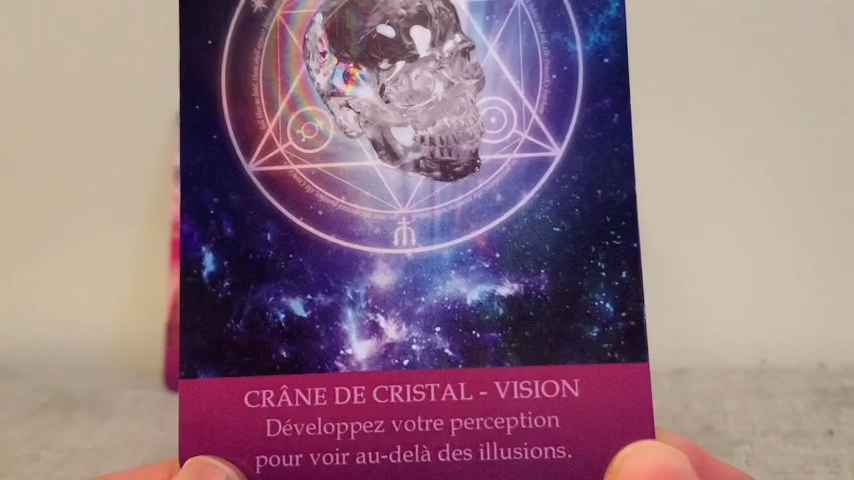 CRÂNE DE CRISTAL - VISION
Développez votre perception
pour voir au-delà des illusions.